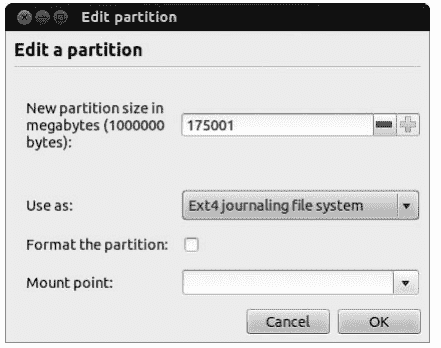 Edit partition
Edit a partition
New partition size in
megabytes (1000000
bytes):
175001
Use as:
Ext4 journaling file system
Format the partition:
Mount point:
Cancel
OK